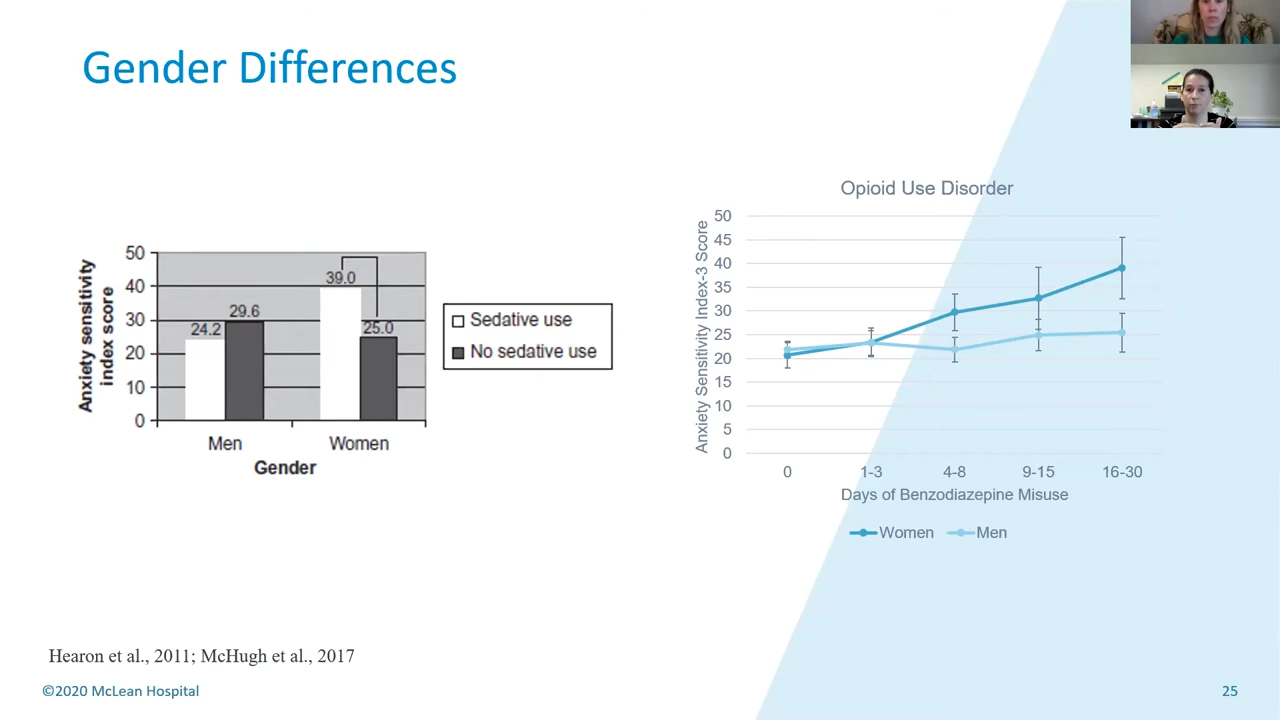 Gender Differences
Anxiety sensitivity
index score
50
40
30
20
10
0
24.2
29.6
39.0
25.0
Men
Women
Gender
Sedative use
No sedative use
Opioid Use Disorder
Anxiety Sensitivity Index-3 Score
50
45
40
35
30
25
20
15
10
5
0
0
1-3
4-8
9-15
16-30
Days of Benzodiazepine Misuse
Women
Men
Hearon et al., 2011; McHugh et al., 2017
©2020 McLean Hospital
25